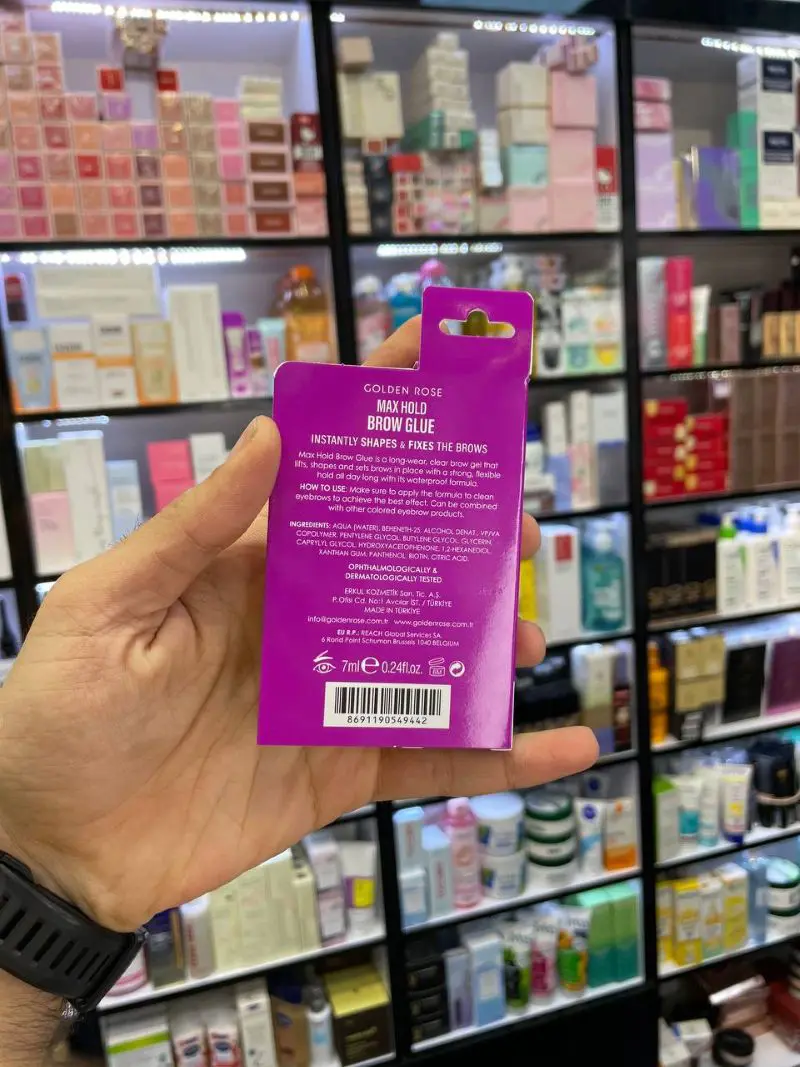 GOLDEN ROSE
MAX HOLD
BROW GLUE
INSTANTLY SHAPES & FIXES THE BROWS
Max Hold Brow Glue is a long-wear, clear brow gel that
lifts, shapes and sets brows in place with a strong, flexible
hold all day long with its waterproof formula.
HOW TO USE: Make sure to apply the formula to clean
eyebrows to achieve the best effect. Can be combined
with other colored eyebrow products.
INGREDIENTS: AQUA (WATER), BEHENETH-25, ALCOHOL DENAT., VP/VA
COPOLYMER, PENTYLENE GLYCOL, BUTYLENE GLYCOL, GLYCERIN,
CAPRYLYL GLYCOL, HYDROXYACETOPHENONE, 1,2-HEXANEDIOL,
XANTHAN GUM, PANTHENOL, BIOTIN, CITRIC ACID.
OPHTHALMOLOGICALLY &
DERMATOLOGICALLY TESTED
ERKUL KOZMETİK San. Tic. A.Ş.
P.Ofisi Cd. No:1 Avcılar İST. / TÜRKİYE
MADE IN TÜRKİYE
info@goldenrose.com.tr www.goldenrose.com.tr
EU R.P.: REACH Global Services SA.
6 Rond-Point Schuman Brussels 1040 BELGIUM
7ml e 0.24fl.oz.
8691190549442